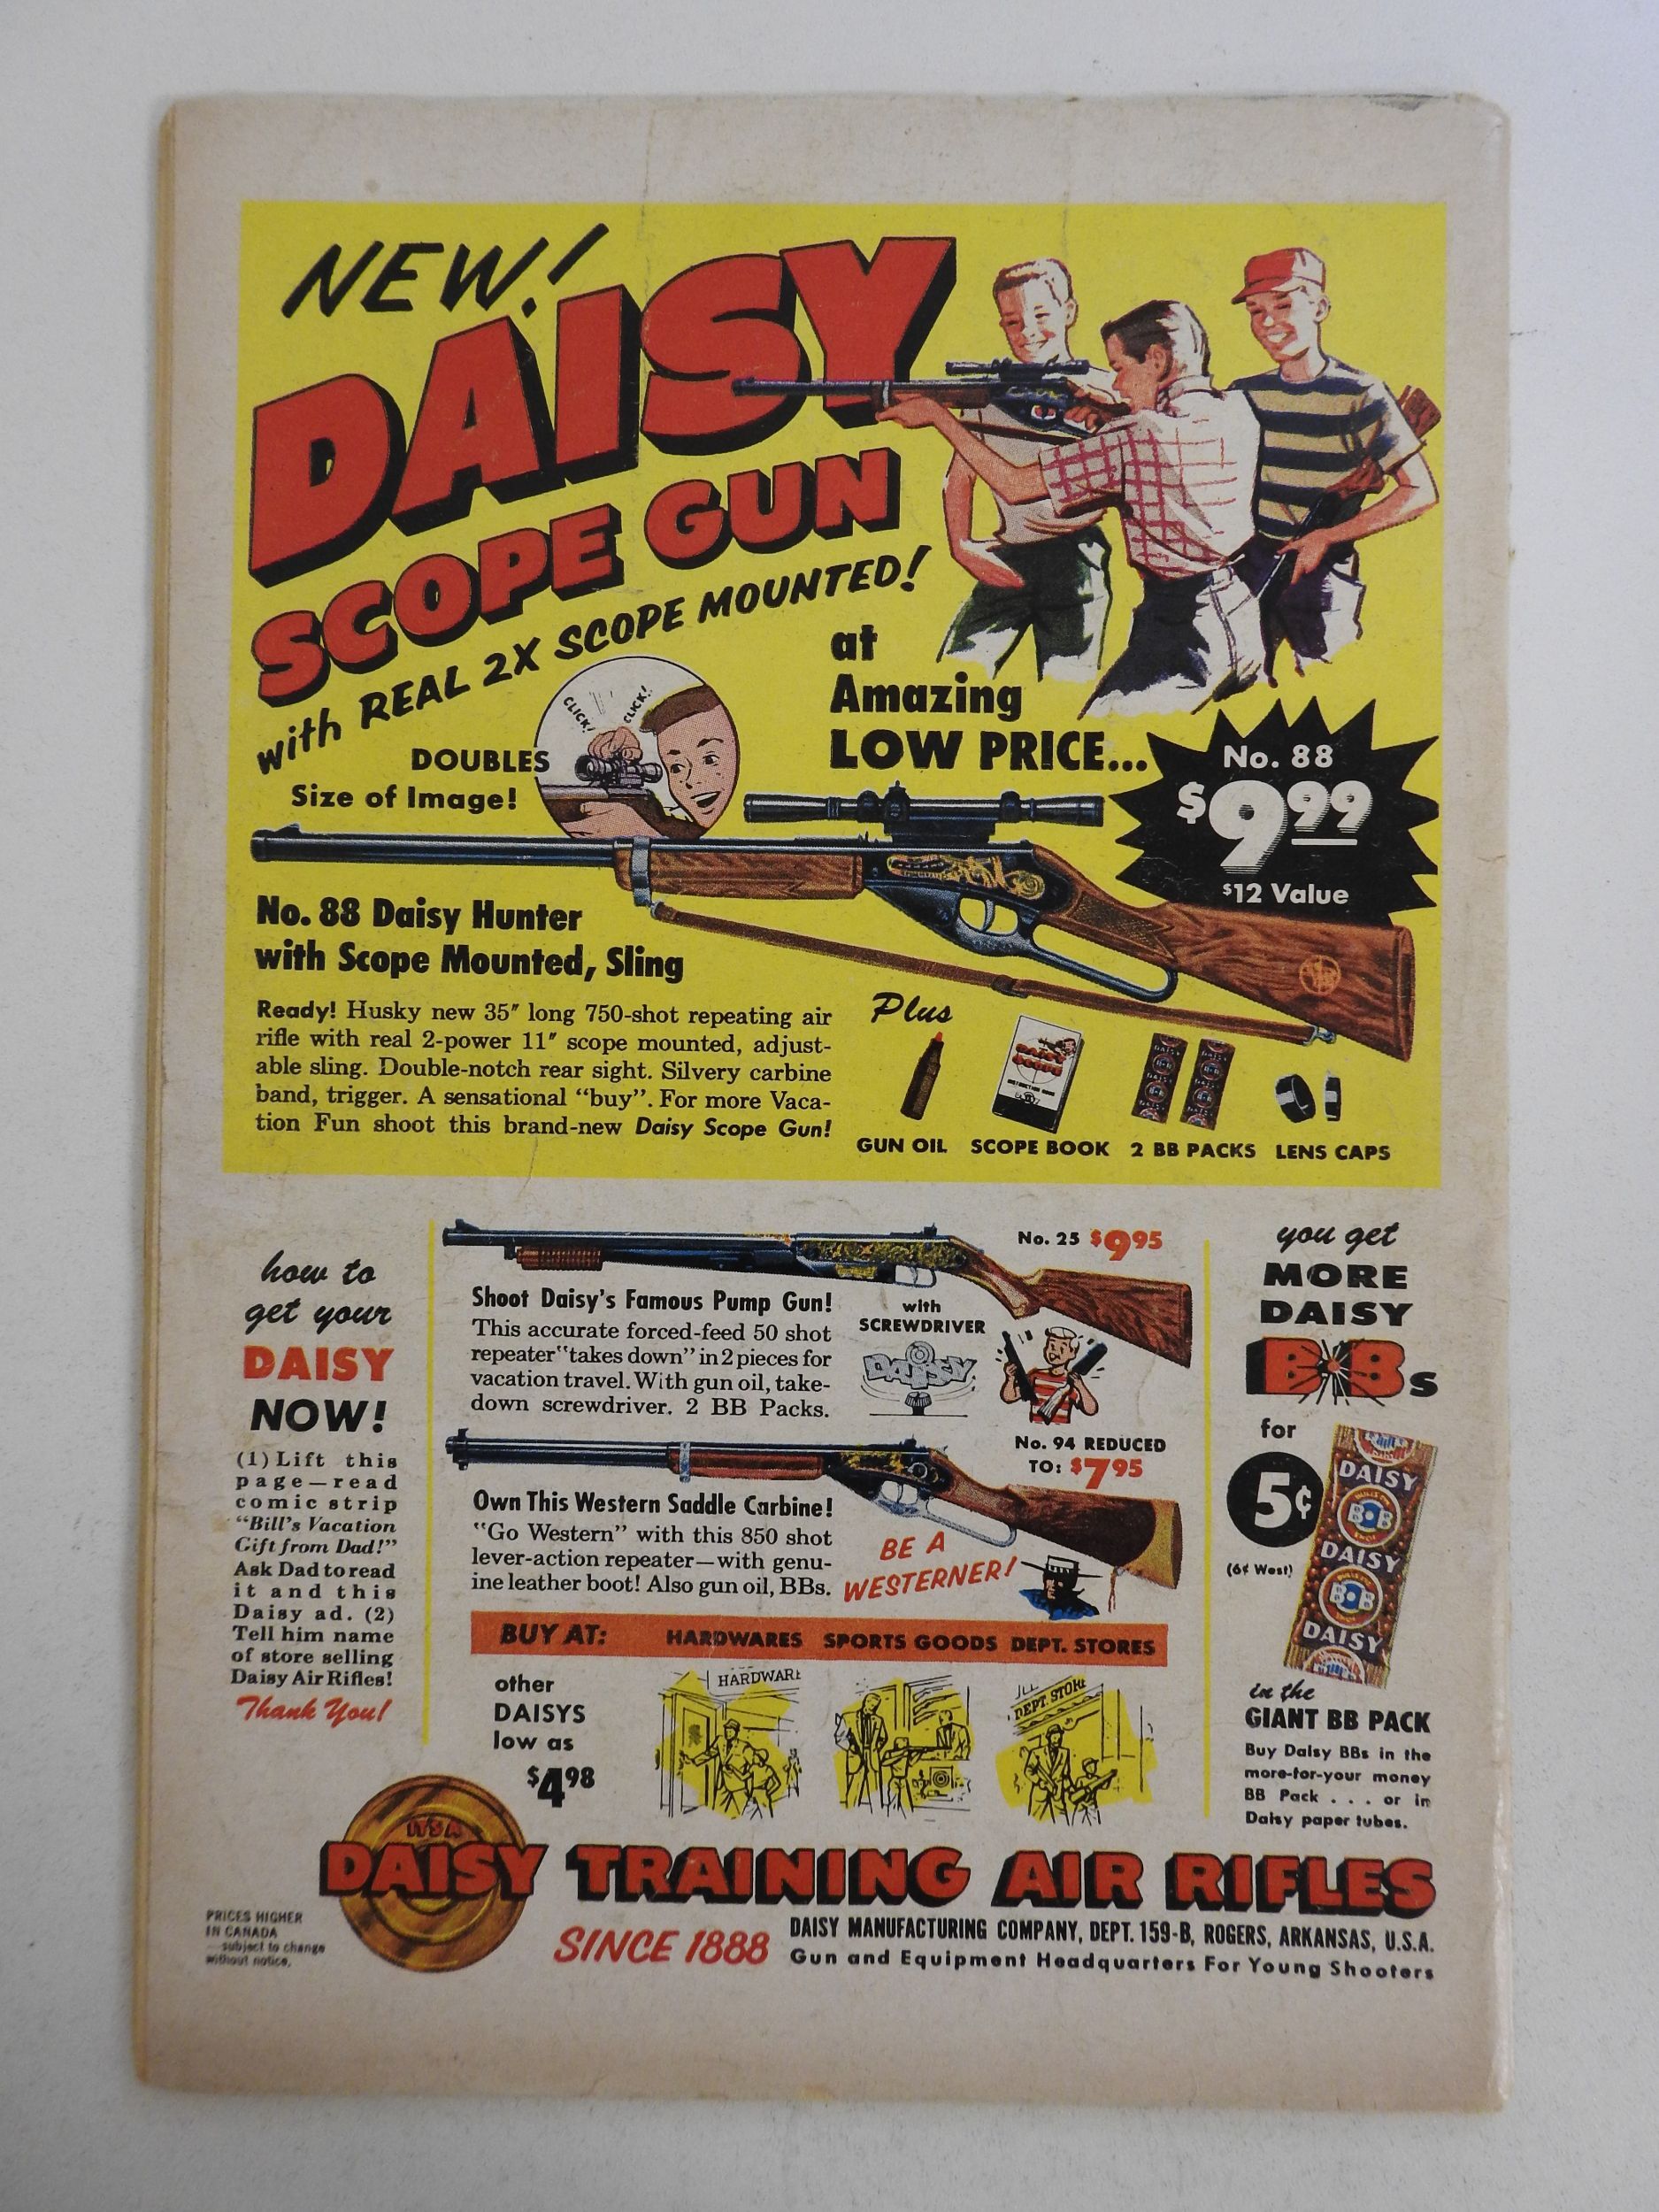 NEW!
DAISY
SCOPE GUN
with REAL 2X SCOPE MOUNTED!
at
Amazing
LOW PRICE...
CLICK!
CLICK!
DOUBLES
Size of Image!
No. 88
$9.99
$12 Value
No. 88 Daisy Hunter
with Scope Mounted, Sling
Ready! Husky new 35″ long 750-shot repeating air
rifle with real 2-power 11″ scope mounted, adjust-
able sling. Double-notch rear sight. Silvery carbine
band, trigger. A sensational “buy”. For more Vaca-
tion Fun shoot this brand-new Daisy Scope Gun!
Plus
DAISY
SCOPE
GUN OIL
SCOPE BOOK
2 BB PACKS
LENS CAPS
how to
get your
DAISY
NOW!
(1) Lift this
page—read
comic strip
“Bill's Vacation
Gift from Dad!”
Ask Dad to read
it and this
Daisy ad. (2)
Tell him name
of store selling
Daisy Air Rifles!
Thank You!
No. 25 $9.95
Shoot Daisy's Famous Pump Gun!
This accurate forced-feed 50 shot
repeater “takes down” in 2 pieces for
vacation travel. With gun oil, take-
down screwdriver. 2 BB Packs.
with
SCREWDRIVER
DAISY
No. 94 REDUCED
TO: $7.95
Own This Western Saddle Carbine!
“Go Western” with this 850 shot
lever-action repeater—with genu-
ine leather boot! Also gun oil, BBs.
BE A
WESTERNER!
BUY AT: HARDWARES SPORTS GOODS DEPT. STORES
other
DAISYS
low as
$4.98
HARDWARE
DEPT. STORE
you get
MORE
DAISY
BBs
for
5¢
(6¢ West)
DAISY
BULLS EYE
BB
SHOT
DAISY
BB
DAISY
in the
GIANT BB PACK
Buy Daisy BBs in the
more-for-your money
BB Pack . . . or in
Daisy paper tubes.
IT'S A
DAISY TRAINING AIR RIFLES
PRICES HIGHER
IN CANADA
—subject to change
without notice.
SINCE 1888
DAISY MANUFACTURING COMPANY, DEPT. 159-B, ROGERS, ARKANSAS, U.S.A.
Gun and Equipment Headquarters For Young Shooters